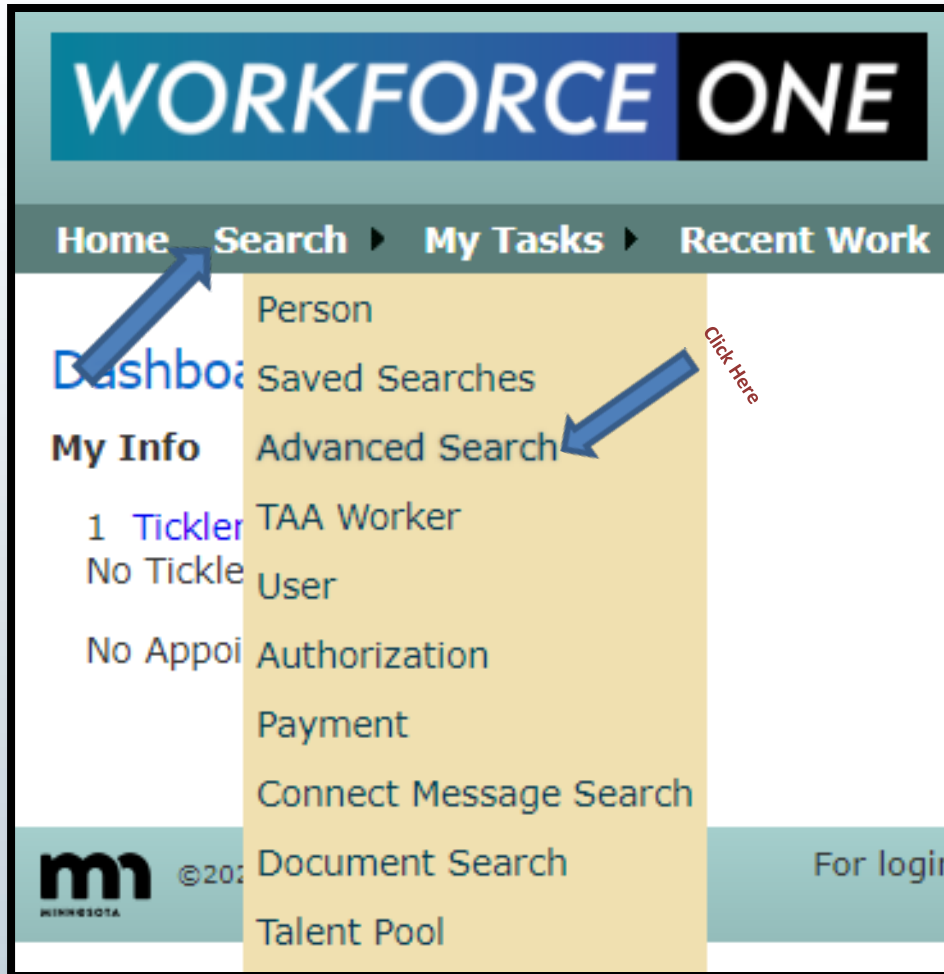 WORKFORCE ONE
Home Search My Tasks Recent Work
Person
Click Here
Dashboa
Saved Searches
My Info
Advanced Search
1 Tickler
TAA Worker
No Tickle
User
No Appoi
Authorization
Payment
Connect Message Search
MINNESOTA
©202
Document Search
For login
Talent Pool